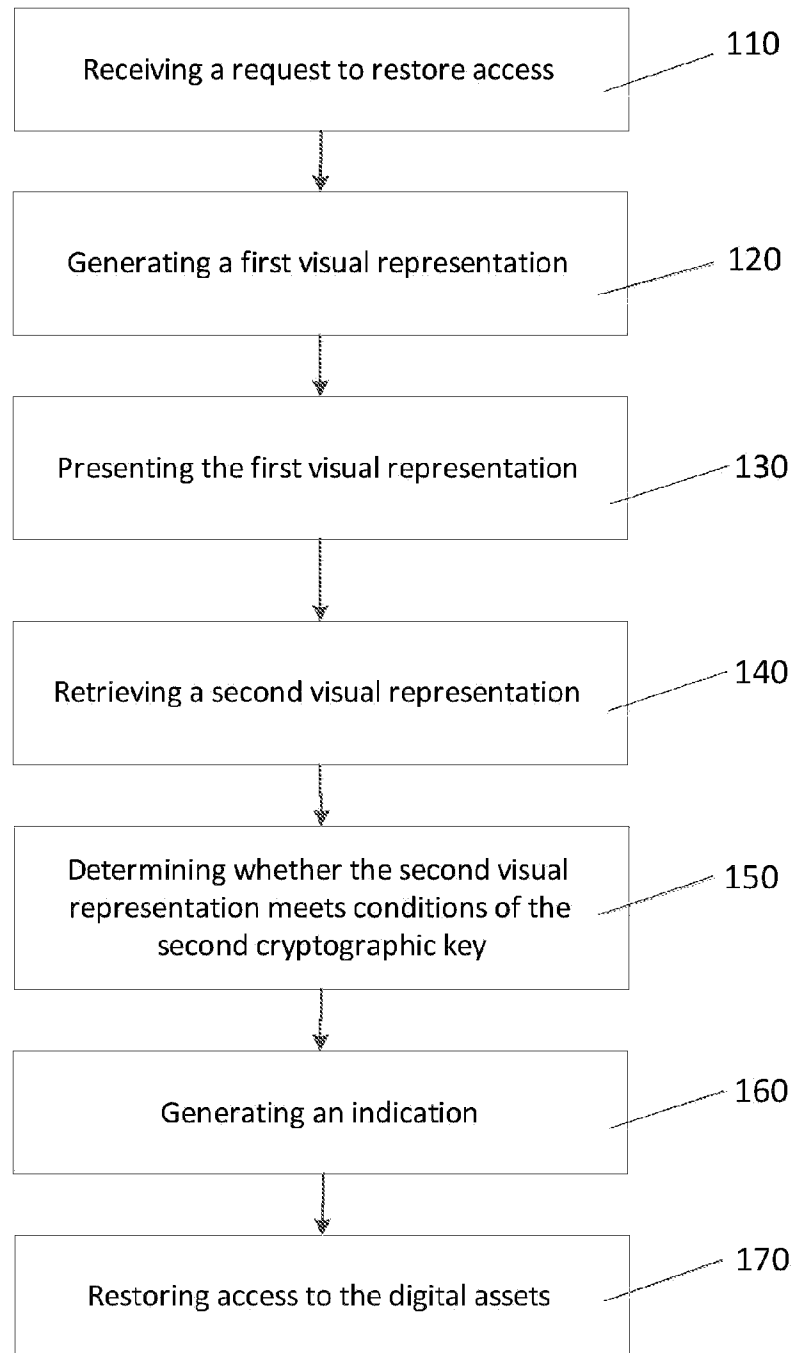 Receiving a request to restore access
110
Generating a first visual representation
120
Presenting the first visual representation
130
Retrieving a second visual representation
140
Determining whether the second visual
representation meets conditions of the
second cryptographic key
150
Generating an indication
160
Restoring access to the digital assets
170